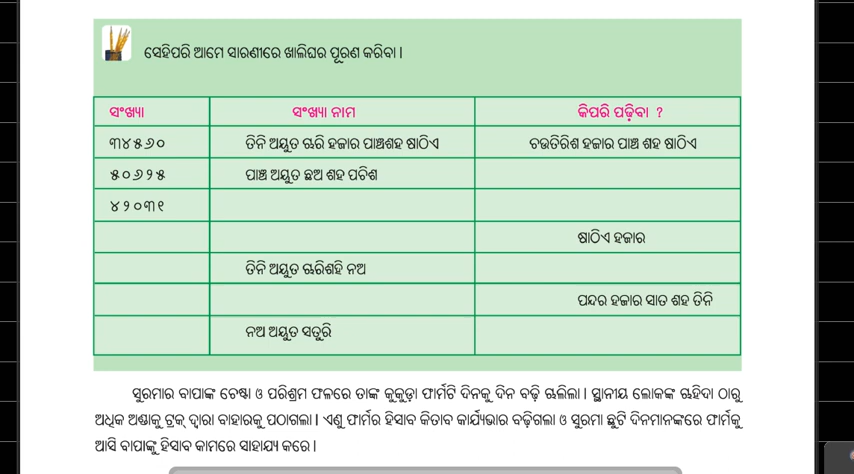 ସେହିପରି ଆମେ ସାରଣୀରେ ଖାଲିଘର ପୂରଣ କରିବା ।
ସଂଖ୍ୟା ସଂଖ୍ୟା ନାମ କିପରି ପଢ଼ିବା ?
୩୪୫୬୦ ତିନି ଅୟୁତ ଚାରି ହଜାର ପାଞ୍ଚଶହ ଷାଠିଏ ଚଉତିରିଶ ହଜାର ପାଞ୍ଚ ଶହ ଷାଠିଏ
୫୦୬୨୫ ପାଞ୍ଚ ଅୟୁତ ଛଅ ଶହ ପଚିଶ
୪୨୦୩୧
ଷାଠିଏ ହଜାର
ତିନି ଅୟୁତ ଚାରିଶହି ନଅ
ପନ୍ଦର ହଜାର ସାତ ଶହ ତିନି
ନଅ ଅୟୁତ ସତୁରି
ସୁରମାର ବାପାଙ୍କ ଚେଷ୍ଟା ଓ ପରିଶ୍ରମ ଫଳରେ ତାଙ୍କ କୁକୁଡ଼ା ଫାର୍ମଟି ଦିନକୁ ଦିନ ବଢ଼ି ଚାଲିଲା । ସ୍ଥାନୀୟ ଲୋକଙ୍କ ଚାହିଦା ଠାରୁ
ଅଧିକ ଅଣ୍ଡାକୁ ଟ୍ରକ୍ ଦ୍ୱାରା ବାହାରକୁ ପଠାଗଲା । ଏଣୁ ଫାର୍ମର ହିସାବ କିତାବ କାର୍ଯ୍ୟଭାର ବଢ଼ିଗଲା ଓ ସୁରମା ଛୁଟି ଦିନମାନଙ୍କରେ ଫାର୍ମକୁ
ଆସି ବାପାଙ୍କୁ ହିସାବ କାମରେ ସାହାଯ୍ୟ କରେ ।